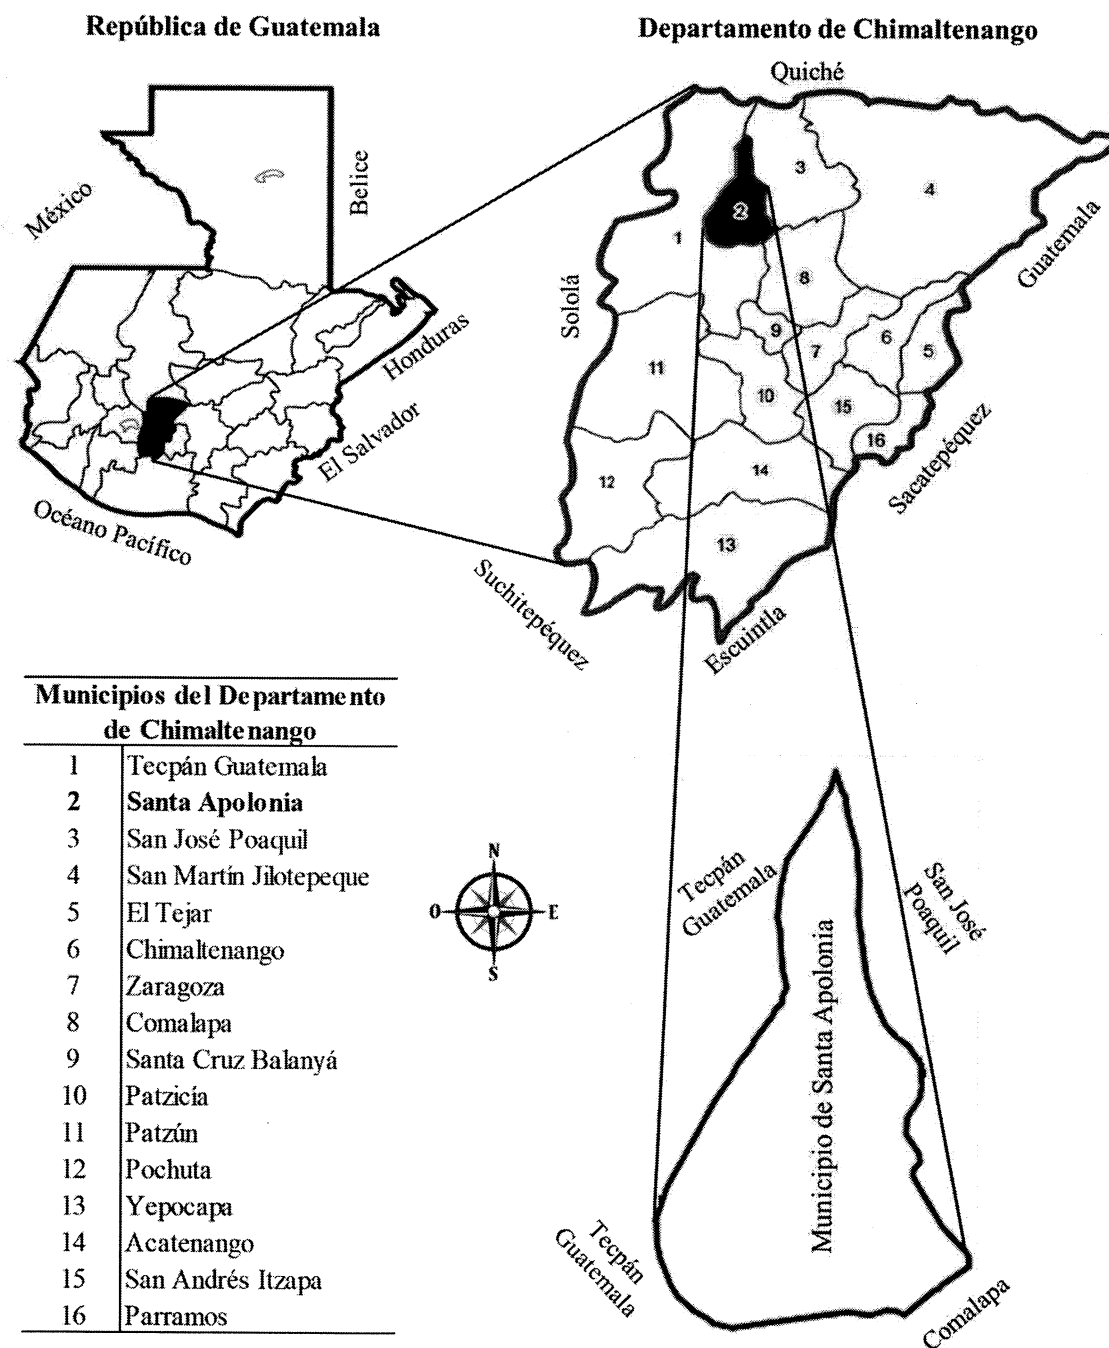 República de Guatemala
México
Belice
Honduras
El Salvador
Océano Pacífico
Departamento de Chimaltenango
Quiché
Guatemala
Sololá
Sacatepéquez
Suchitepéquez
Escuintla
1
2
3
4
8
9
7
6
5
11
10
15
16
12
14
13
Municipios del Departamento
de Chimaltenango
1 Tecpán Guatemala
2 Santa Apolonia
3 San José Poaquil
4 San Martín Jilotepeque
5 El Tejar
6 Chimaltenango
7 Zaragoza
8 Comalapa
9 Santa Cruz Balanyá
10 Patzicía
11 Patzún
12 Pochuta
13 Yepocapa
14 Acatenango
15 San Andrés Itzapa
16 Parramos
N
O
E
S
Tecpán
Guatemala
San José
Poaquil
Municipio de Santa Apolonia
Tecpán
Guatemala
Comalapa